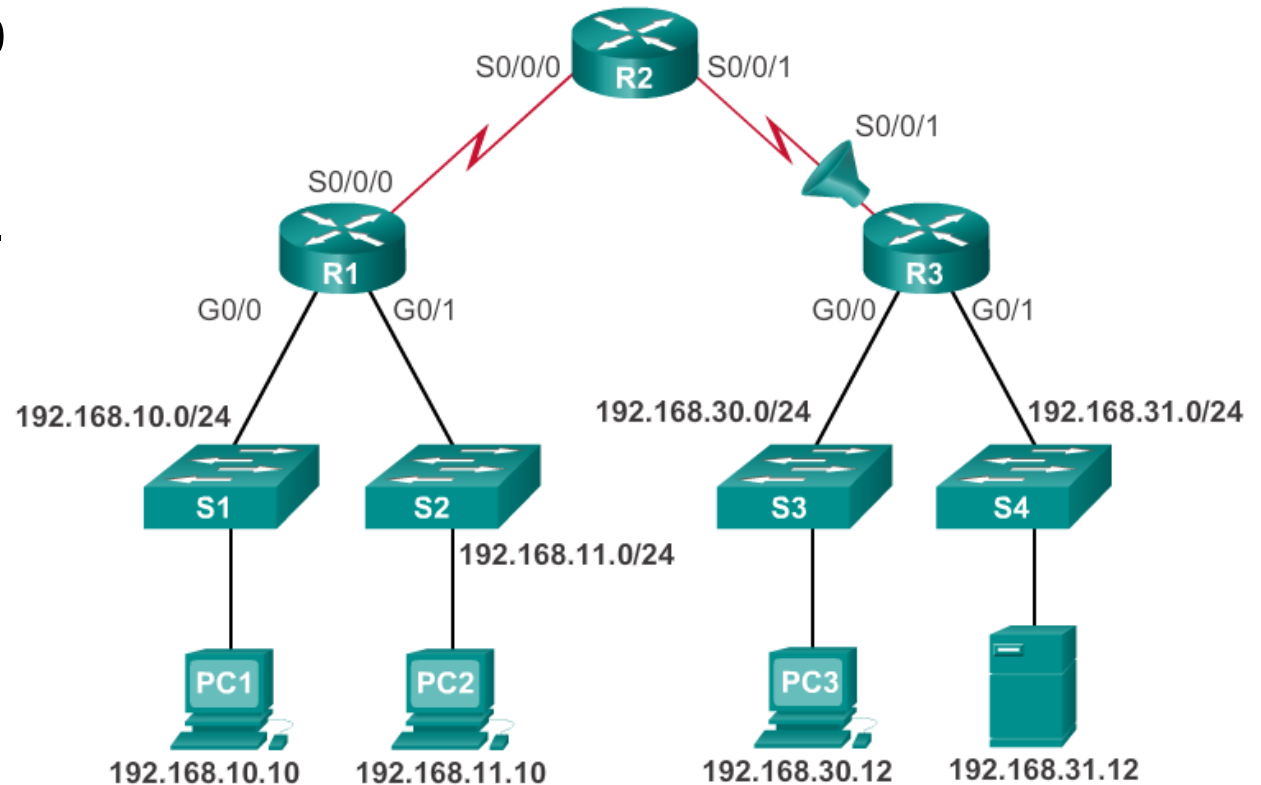 )
R2
S0/0/0
S0/0/1
S0/0/1
S0/0/0
R1
R3
G0/0
G0/1
G0/0
G0/1
192.168.10.0/24
192.168.30.0/24
192.168.31.0/24
S1
S2
S3
S4
192.168.11.0/24
PC1
PC2
PC3
192.168.10.10
192.168.11.10
192.168.30.12
192.168.31.12